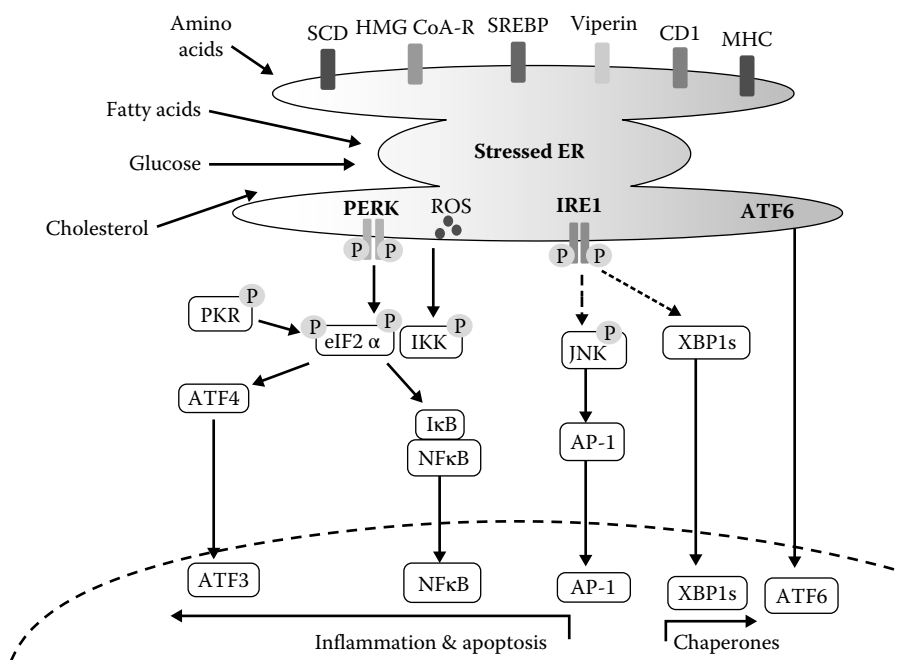 Amino
acids
SCD
HMG CoA-R
SREBP
Viperin
CD1
MHC
Fatty acids
Glucose
Stressed ER
Cholesterol
PERK
ROS
IRE1
ATF6
P P
P P
PKR
P
P
eIF2 α
P
IKK
P
JNK
P
XBP1s
ATF4
IκB
NFκB
AP-1
ATF3
NFκB
AP-1
XBP1s
ATF6
Inflammation & apoptosis
Chaperones